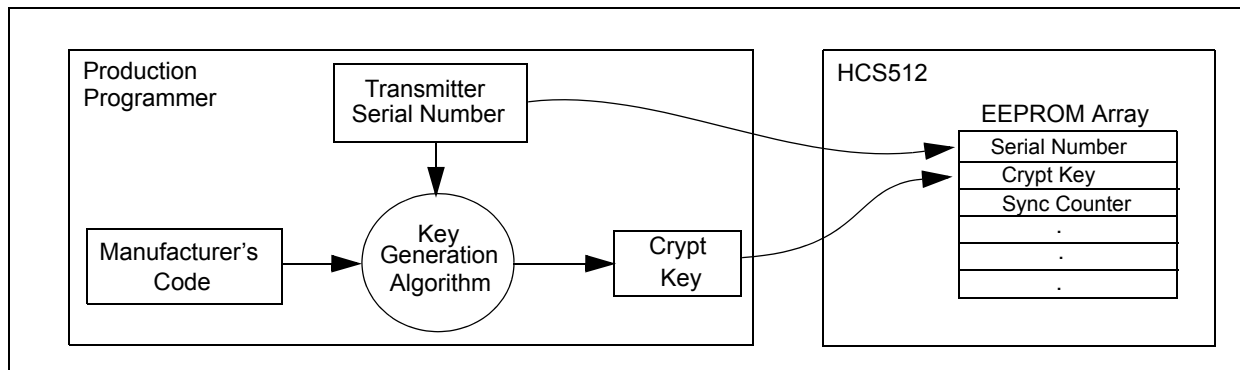 Production
Programmer
Transmitter
Serial Number
Manufacturer's
Code
Key
Generation
Algorithm
Crypt
Key
HCS512
EEPROM Array
Serial Number
Crypt Key
Sync Counter
.
.
.